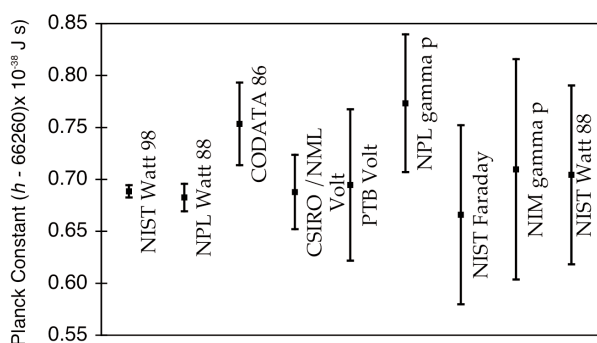 Planck Constant (h - 66260)x 10⁻³⁸ J s)
0.85
0.80
0.75
0.70
0.65
0.60
0.55
NIST Watt 98
NPL Watt 88
CODATA 86
CSIRO / NML
Volt
PTB Volt
NPL gamma p
NIST Faraday
NIM gamma p
NIST Watt 88